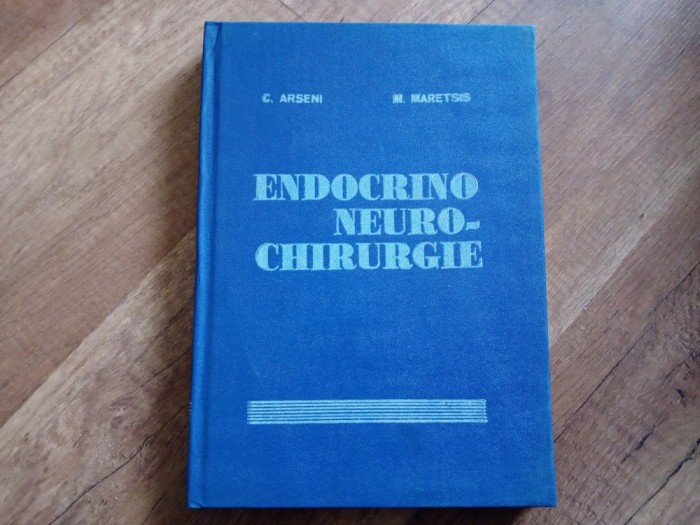 C. ARSENI M. MARETSIS
ENDOCRINO
NEURO-
CHIRURGIE